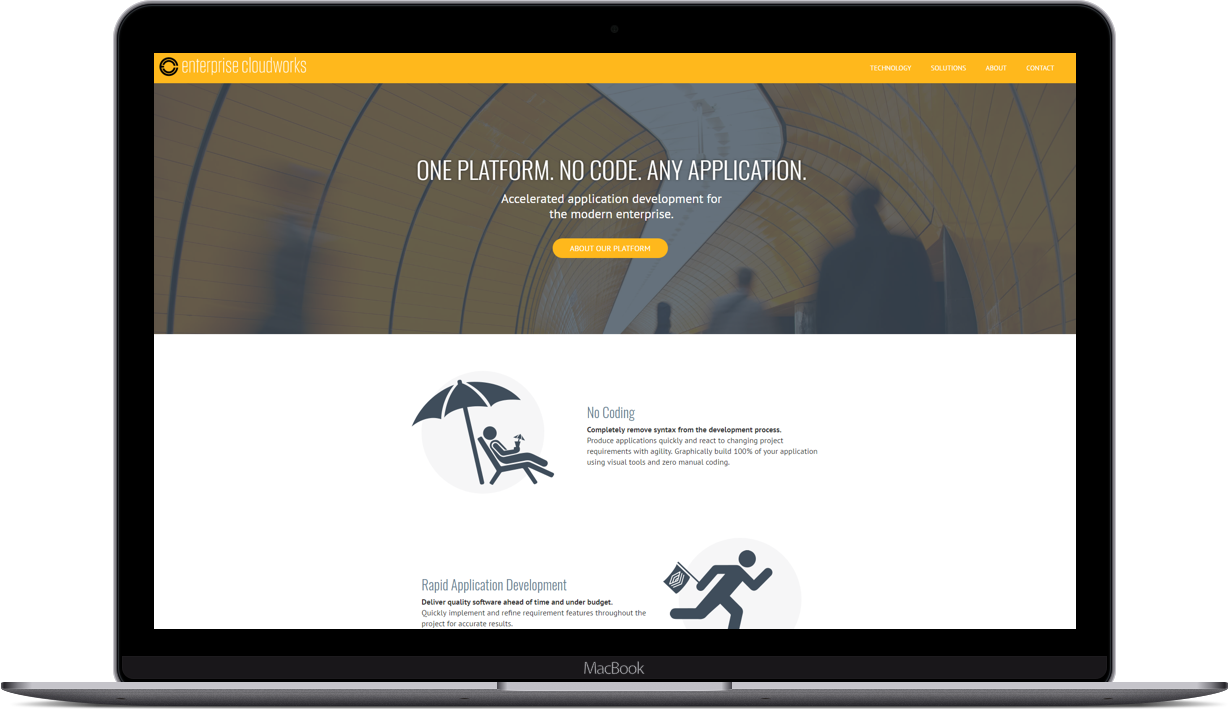 enterprise cloudworks
TECHNOLOGY SOLUTIONS ABOUT CONTACT
ONE PLATFORM. NO CODE. ANY APPLICATION.
Accelerated application development for
the modern enterprise.
ABOUT OUR PLATFORM
No Coding
Completely remove syntax from the development process.
Produce applications quickly and react to changing project
requirements with agility. Graphically build 100% of your application
using visual tools and zero manual coding.
Rapid Application Development
Deliver quality software ahead of time and under budget.
Quickly implement and refine requirement features throughout the
project for accurate results.
MacBook